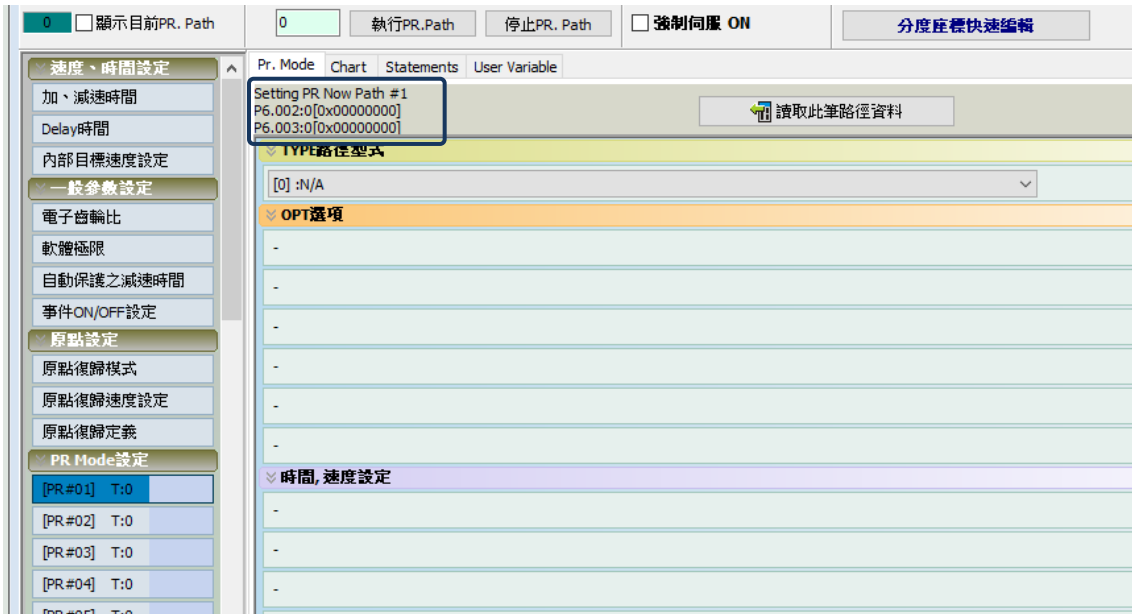 0 顯示目前PR. Path 0 執行PR.Path 停止PR. Path 強制伺服 ON 分度座標快速編輯
速度、時間設定
加、減速時間
Delay時間
內部目標速度設定
一般參數設定
電子齒輪比
軟體極限
自動保護之減速時間
事件ON/OFF設定
原點設定
原點復歸模式
原點復歸速度設定
原點復歸定義
PR Mode設定
[PR#01] T:0
[PR#02] T:0
[PR#03] T:0
[PR#04] T:0
[PR#05] T:0
Pr. Mode Chart Statements User Variable
Setting PR Now Path #1
P6.002:0[0x00000000]
P6.003:0[0x00000000]
讀取此筆路徑資料
TYPE路徑型式
[0] :N/A
OPT選項
-
-
-
-
-
-
時間, 速度設定
-
-
-